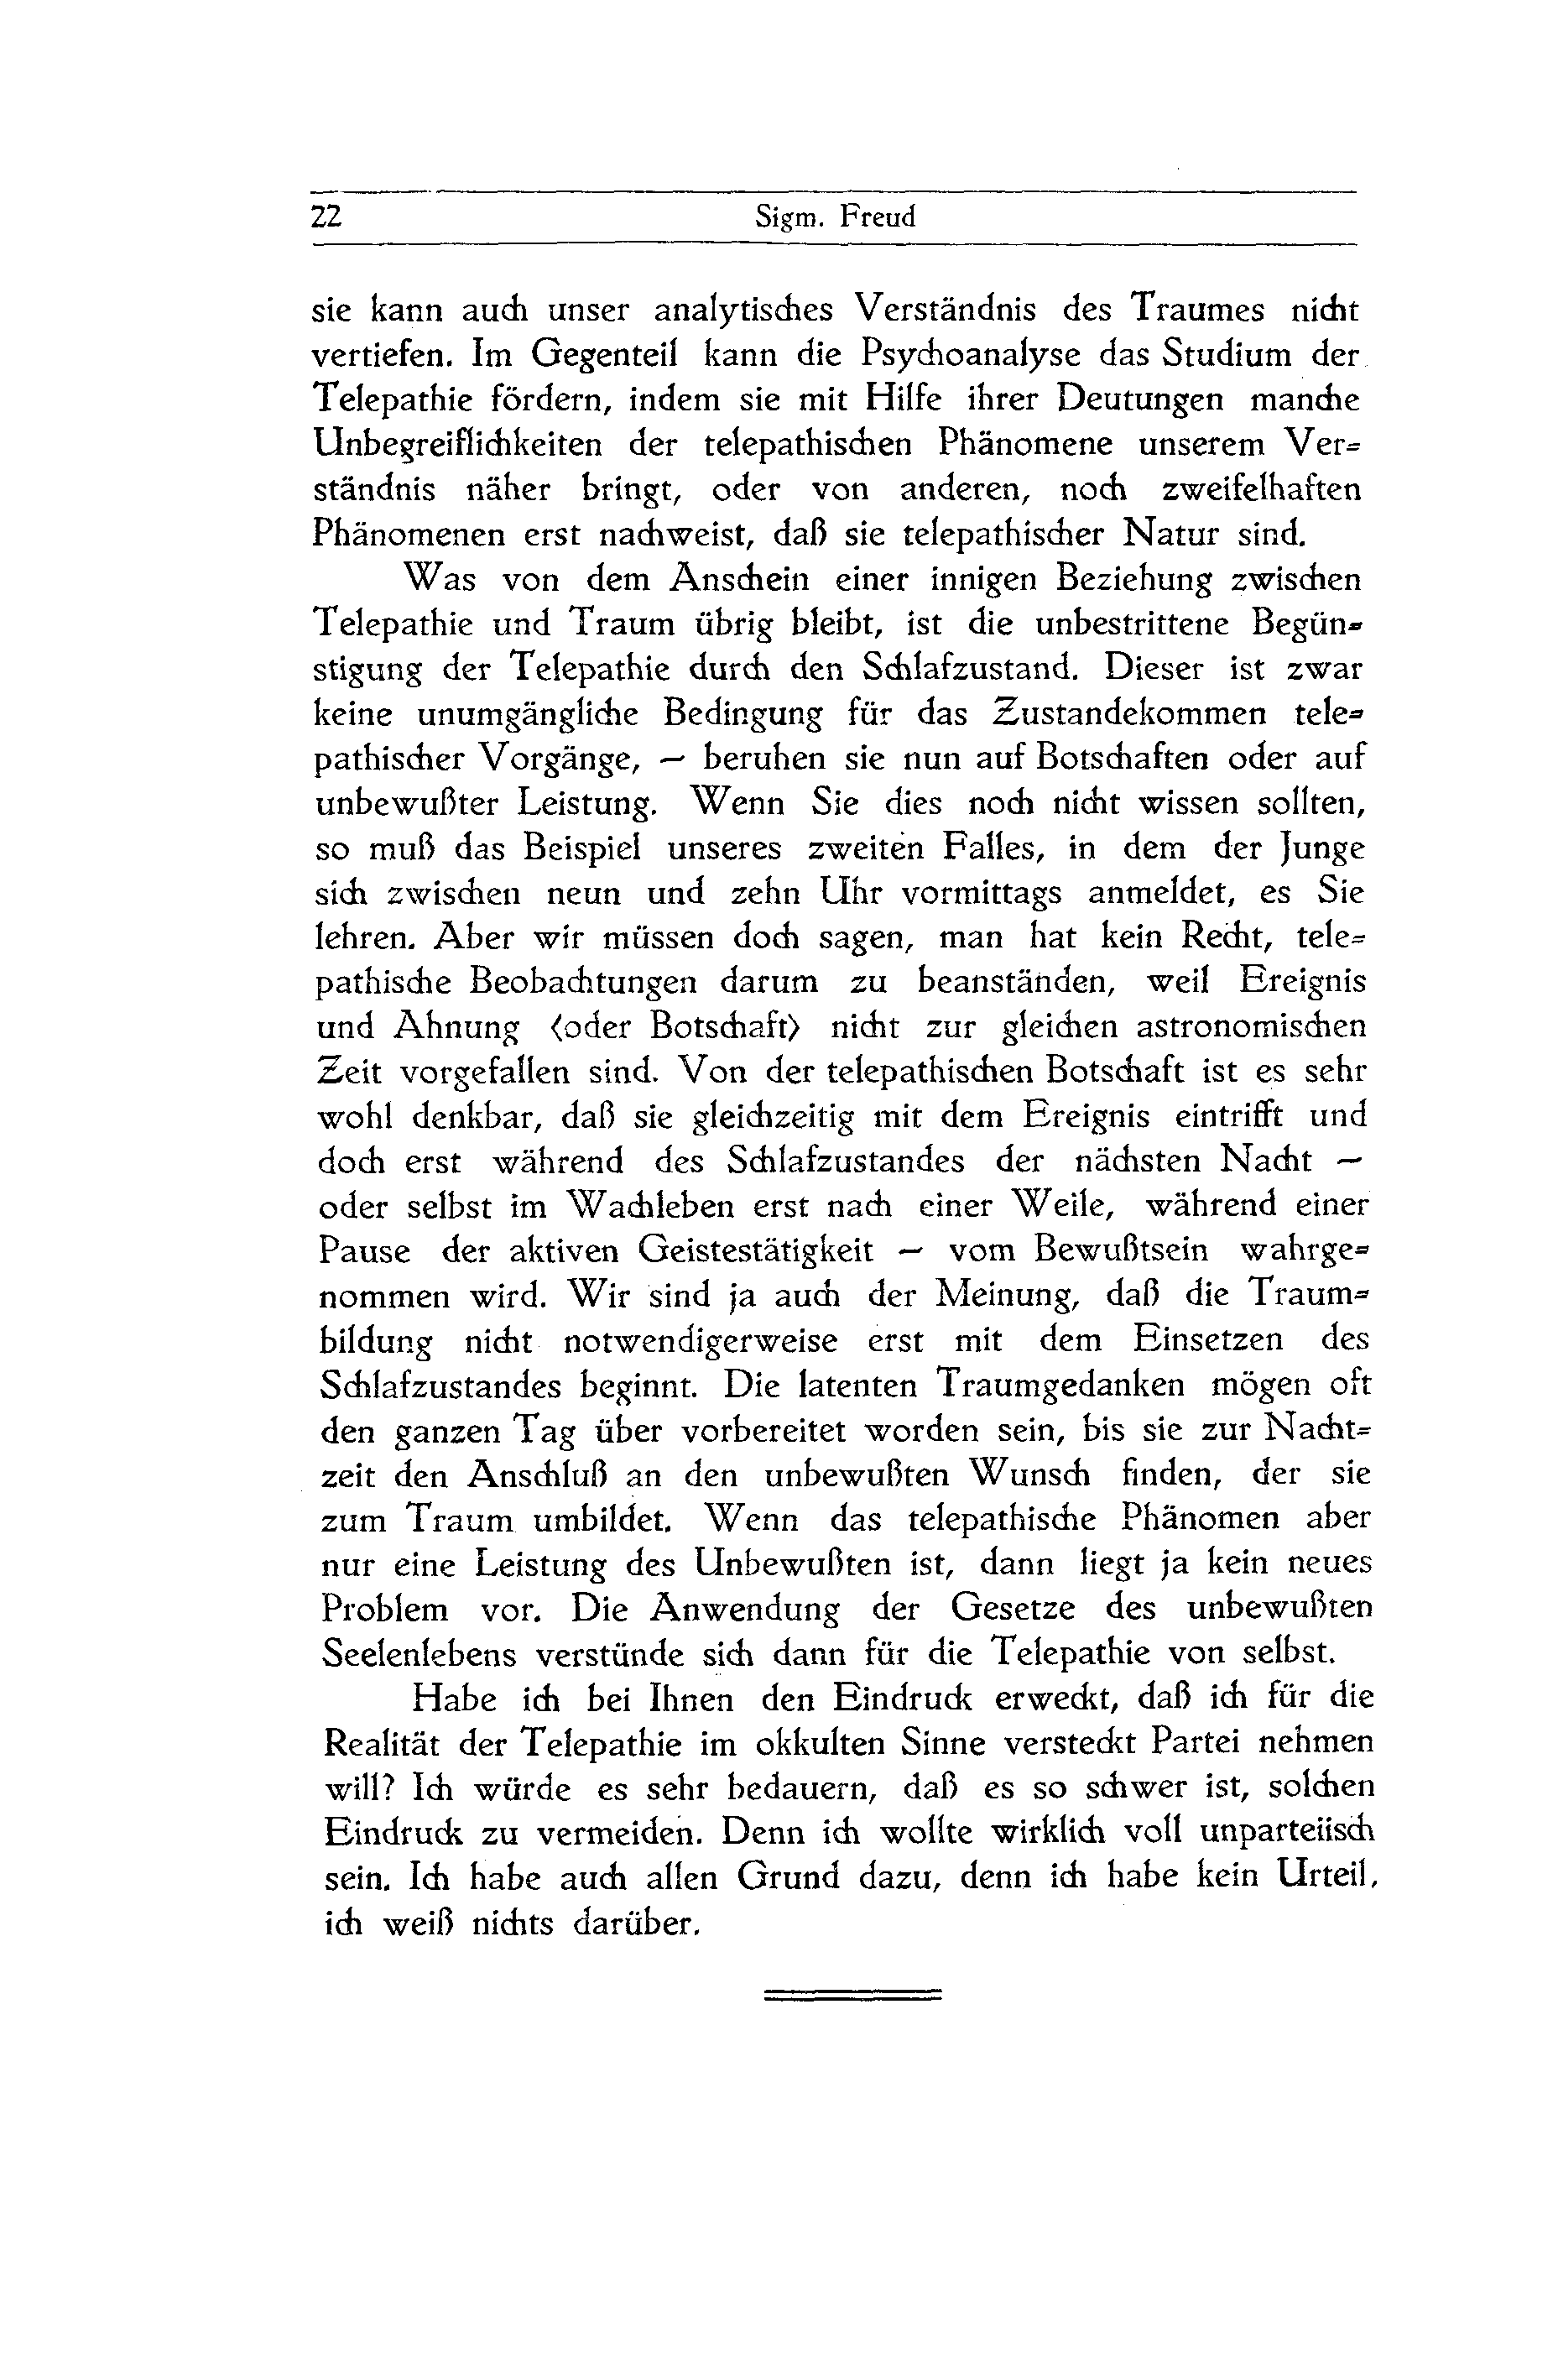 22
Sigm. Freud
sie kann auch unser analytisches Verständnis des Traumes nicht
vertiefen. Im Gegenteil kann die Psychoanalyse das Studium der
Telepathie fördern, indem sie mit Hilfe ihrer Deutungen manche
Unbegreiflichkeiten der telepathischen Phänomene unserem Ver-
ständnis näher bringt, oder von anderen, noch zweifelhaften
Phänomenen erst nachweist, daß sie telepathischer Natur sind.
Was von dem Anschein einer innigen Beziehung zwischen
Telepathie und Traum übrig bleibt, ist die unbestrittene Begün-
stigung der Telepathie durch den Schlafzustand. Dieser ist zwar
keine unumgängliche Bedingung für das Zustandekommen tele-
pathischer Vorgänge, — beruhen sie nun auf Botschaften oder auf
unbewußter Leistung. Wenn Sie dies noch nicht wissen sollten,
so muß das Beispiel unseres zweiten Falles, in dem der Junge
sich zwischen neun und zehn Uhr vormittags anmeldet, es Sie
lehren. Aber wir müssen doch sagen, man hat kein Recht, tele-
pathische Beobachtungen darum zu beanständen, weil Ereignis
und Ahnung (oder Botschaft) nicht zur gleichen astronomischen
Zeit vorgefallen sind. Von der telepathischen Botschaft ist es sehr
wohl denkbar, daß sie gleichzeitig mit dem Ereignis eintrifft und
doch erst während des Schlafzustandes der nächsten Nacht —
oder selbst im Wachleben erst nach einer Weile, während einer
Pause der aktiven Geistestätigkeit — vom Bewußtsein wahrge-
nommen wird. Wir sind ja auch der Meinung, daß die Traum-
bildung nicht notwendigerweise erst mit dem Einsetzen des
Schlafzustandes beginnt. Die latenten Traumgedanken mögen oft
den ganzen Tag über vorbereitet worden sein, bis sie zur Nacht-
zeit den Anschluß an den unbewußten Wunsch finden, der sie
zum Traum umbildet. Wenn das telepathische Phänomen aber
nur eine Leistung des Unbewußten ist, dann liegt ja kein neues
Problem vor. Die Anwendung der Gesetze des unbewußten
Seelenlebens verstünde sich dann für die Telepathie von selbst.
Habe ich bei Ihnen den Eindruck erweckt, daß ich für die
Realität der Telepathie im okkulten Sinne versteckt Partei nehmen
will? Ich würde es sehr bedauern, daß es so schwer ist, solchen
Eindruck zu vermeiden. Denn ich wollte wirklich voll unparteiisch
sein. Ich habe auch allen Grund dazu, denn ich habe kein Urteil,
ich weiß nichts darüber.